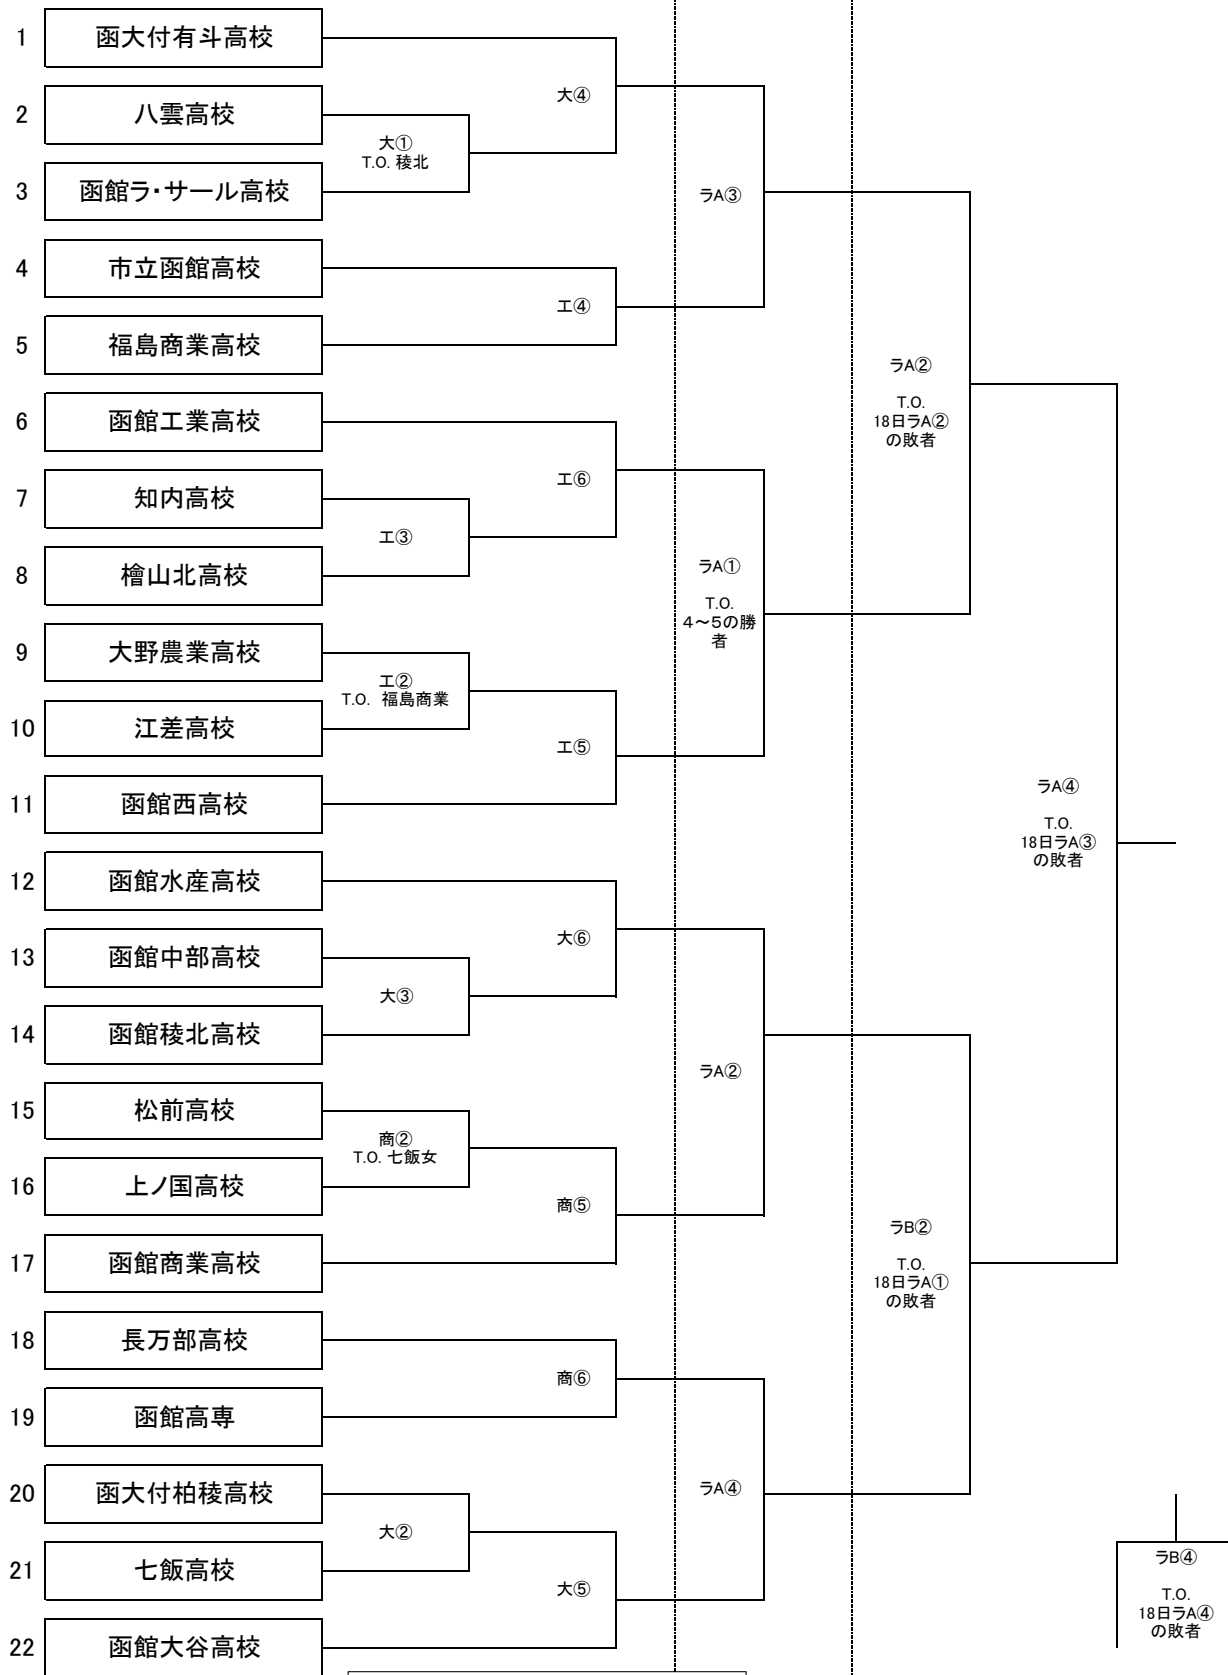 1 函大付有斗高校
大④
2 八雲高校
大①
T.O. 稜北
3 函館ラ・サール高校
ラA③
4 市立函館高校
エ④
5 福島商業高校
ラA②
T.O.
18日ラA②
の敗者
6 函館工業高校
エ⑥
7 知内高校
エ③
8 檜山北高校
ラA①
T.O.
4～5の勝
者
9 大野農業高校
エ②
T.O. 福島商業
10 江差高校
エ⑤
11 函館西高校
ラA④
T.O.
18日ラA③
の敗者
12 函館水産高校
大⑥
13 函館中部高校
大③
14 函館稜北高校
ラA②
15 松前高校
商②
T.O. 七飯女
16 上ノ国高校
商⑤
17 函館商業高校
ラB②
T.O.
18日ラA①
の敗者
18 長万部高校
商⑥
19 函館高専
20 函大付柏稜高校
ラA④
大②
21 七飯高校
大⑤
22 函館大谷高校
ラB④
T.O.
18日ラA④
の敗者